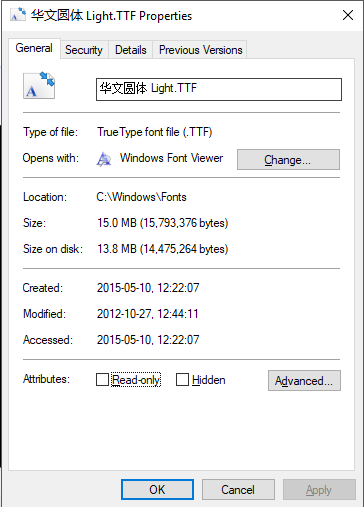 华文圆体 Light.TTF Properties
General Security Details Previous Versions
华文圆体 Light.TTF
Type of file: TrueType font file (.TTF)
Opens with: Windows Font Viewer Change...
Location: C:\Windows\Fonts
Size: 15.0 MB (15,793,376 bytes)
Size on disk: 13.8 MB (14,475,264 bytes)
Created: 2015-05-10, 12:22:07
Modified: 2012-10-27, 12:44:11
Accessed: 2015-05-10, 12:22:07
Attributes: Read-only Hidden Advanced...
OK Cancel Apply